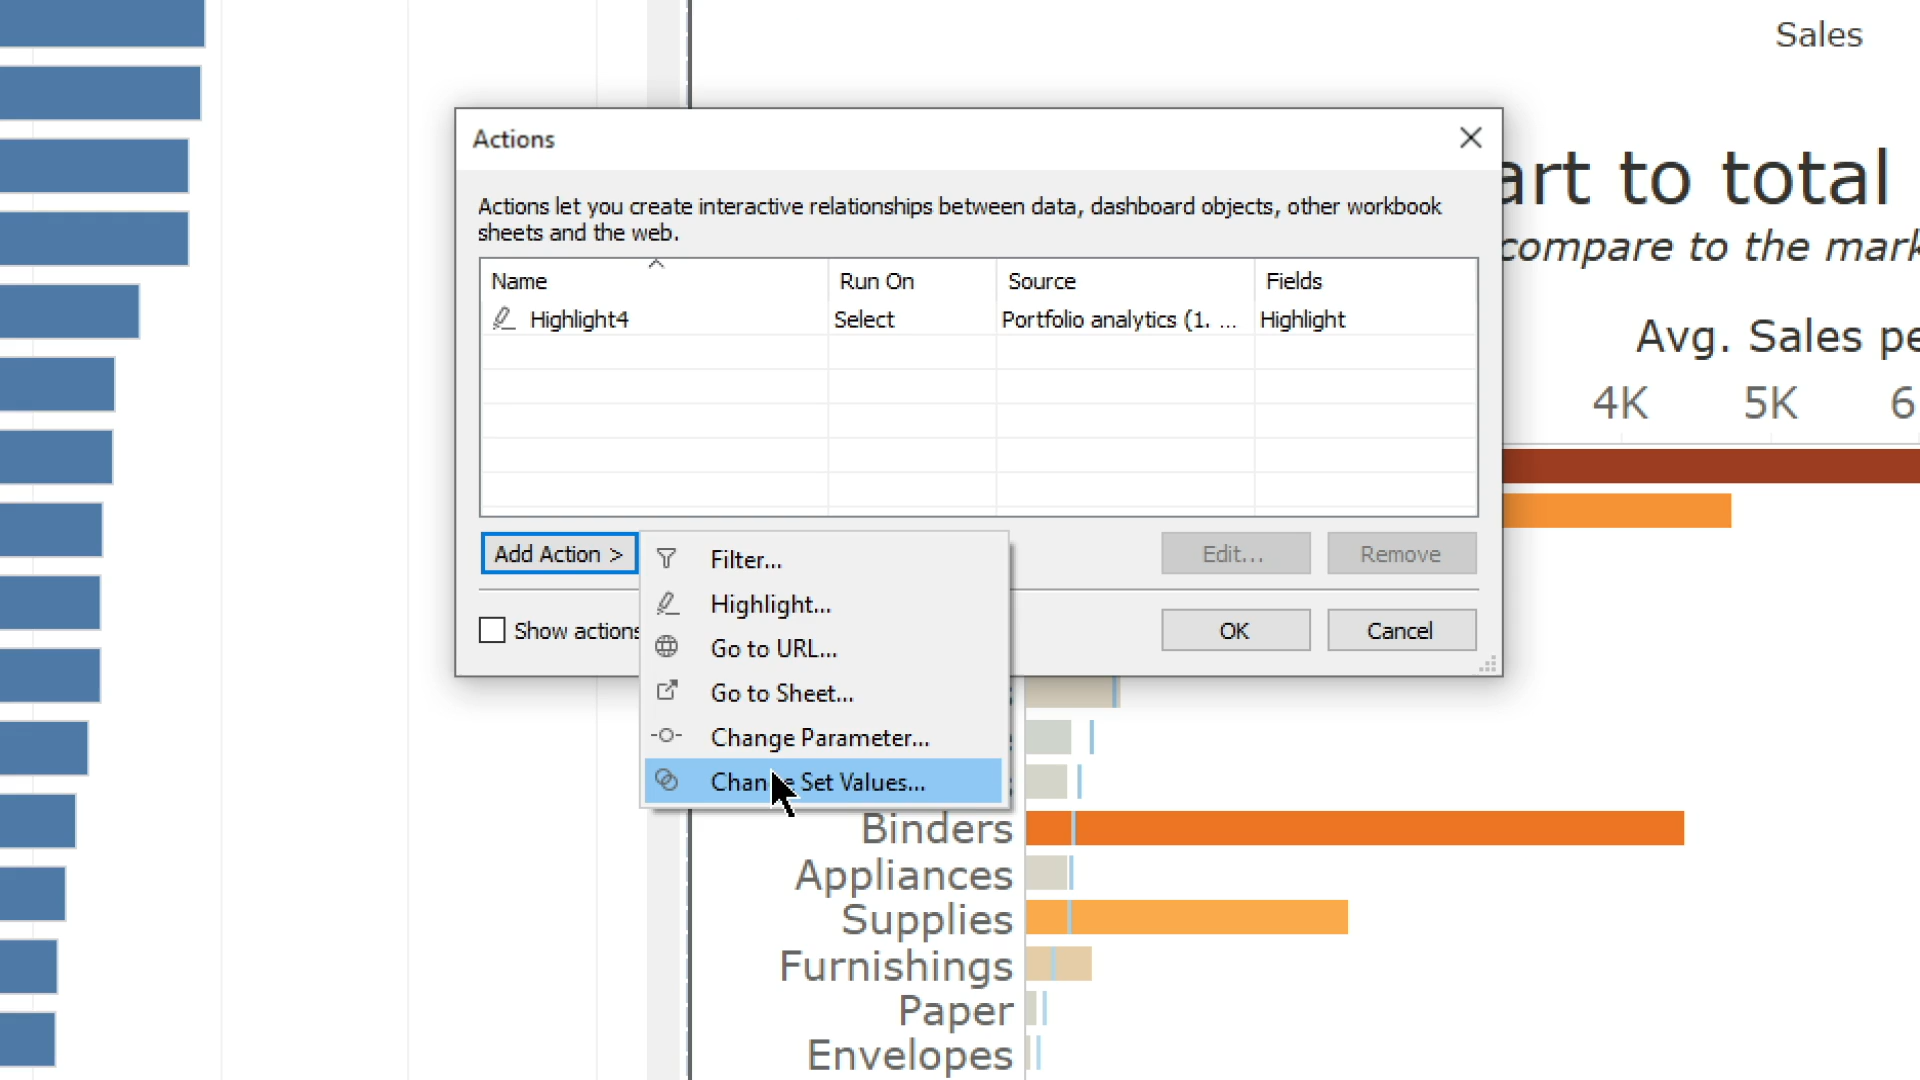 Sales
Actions
art to total
compare to the mark
Actions let you create interactive relationships between data, dashboard objects, other workbook
sheets and the web.
Name Run On Source Fields
Highlight4 Select Portfolio analytics (1. ... Highlight
Avg. Sales pe
4K 5K 6
Add Action >
Filter...
Highlight...
Go to URL...
Go to Sheet...
Change Parameter...
Change Set Values...
Edit...
Remove
Show actions
OK
Cancel
Binders
Appliances
Supplies
Furnishings
Paper
Envelopes